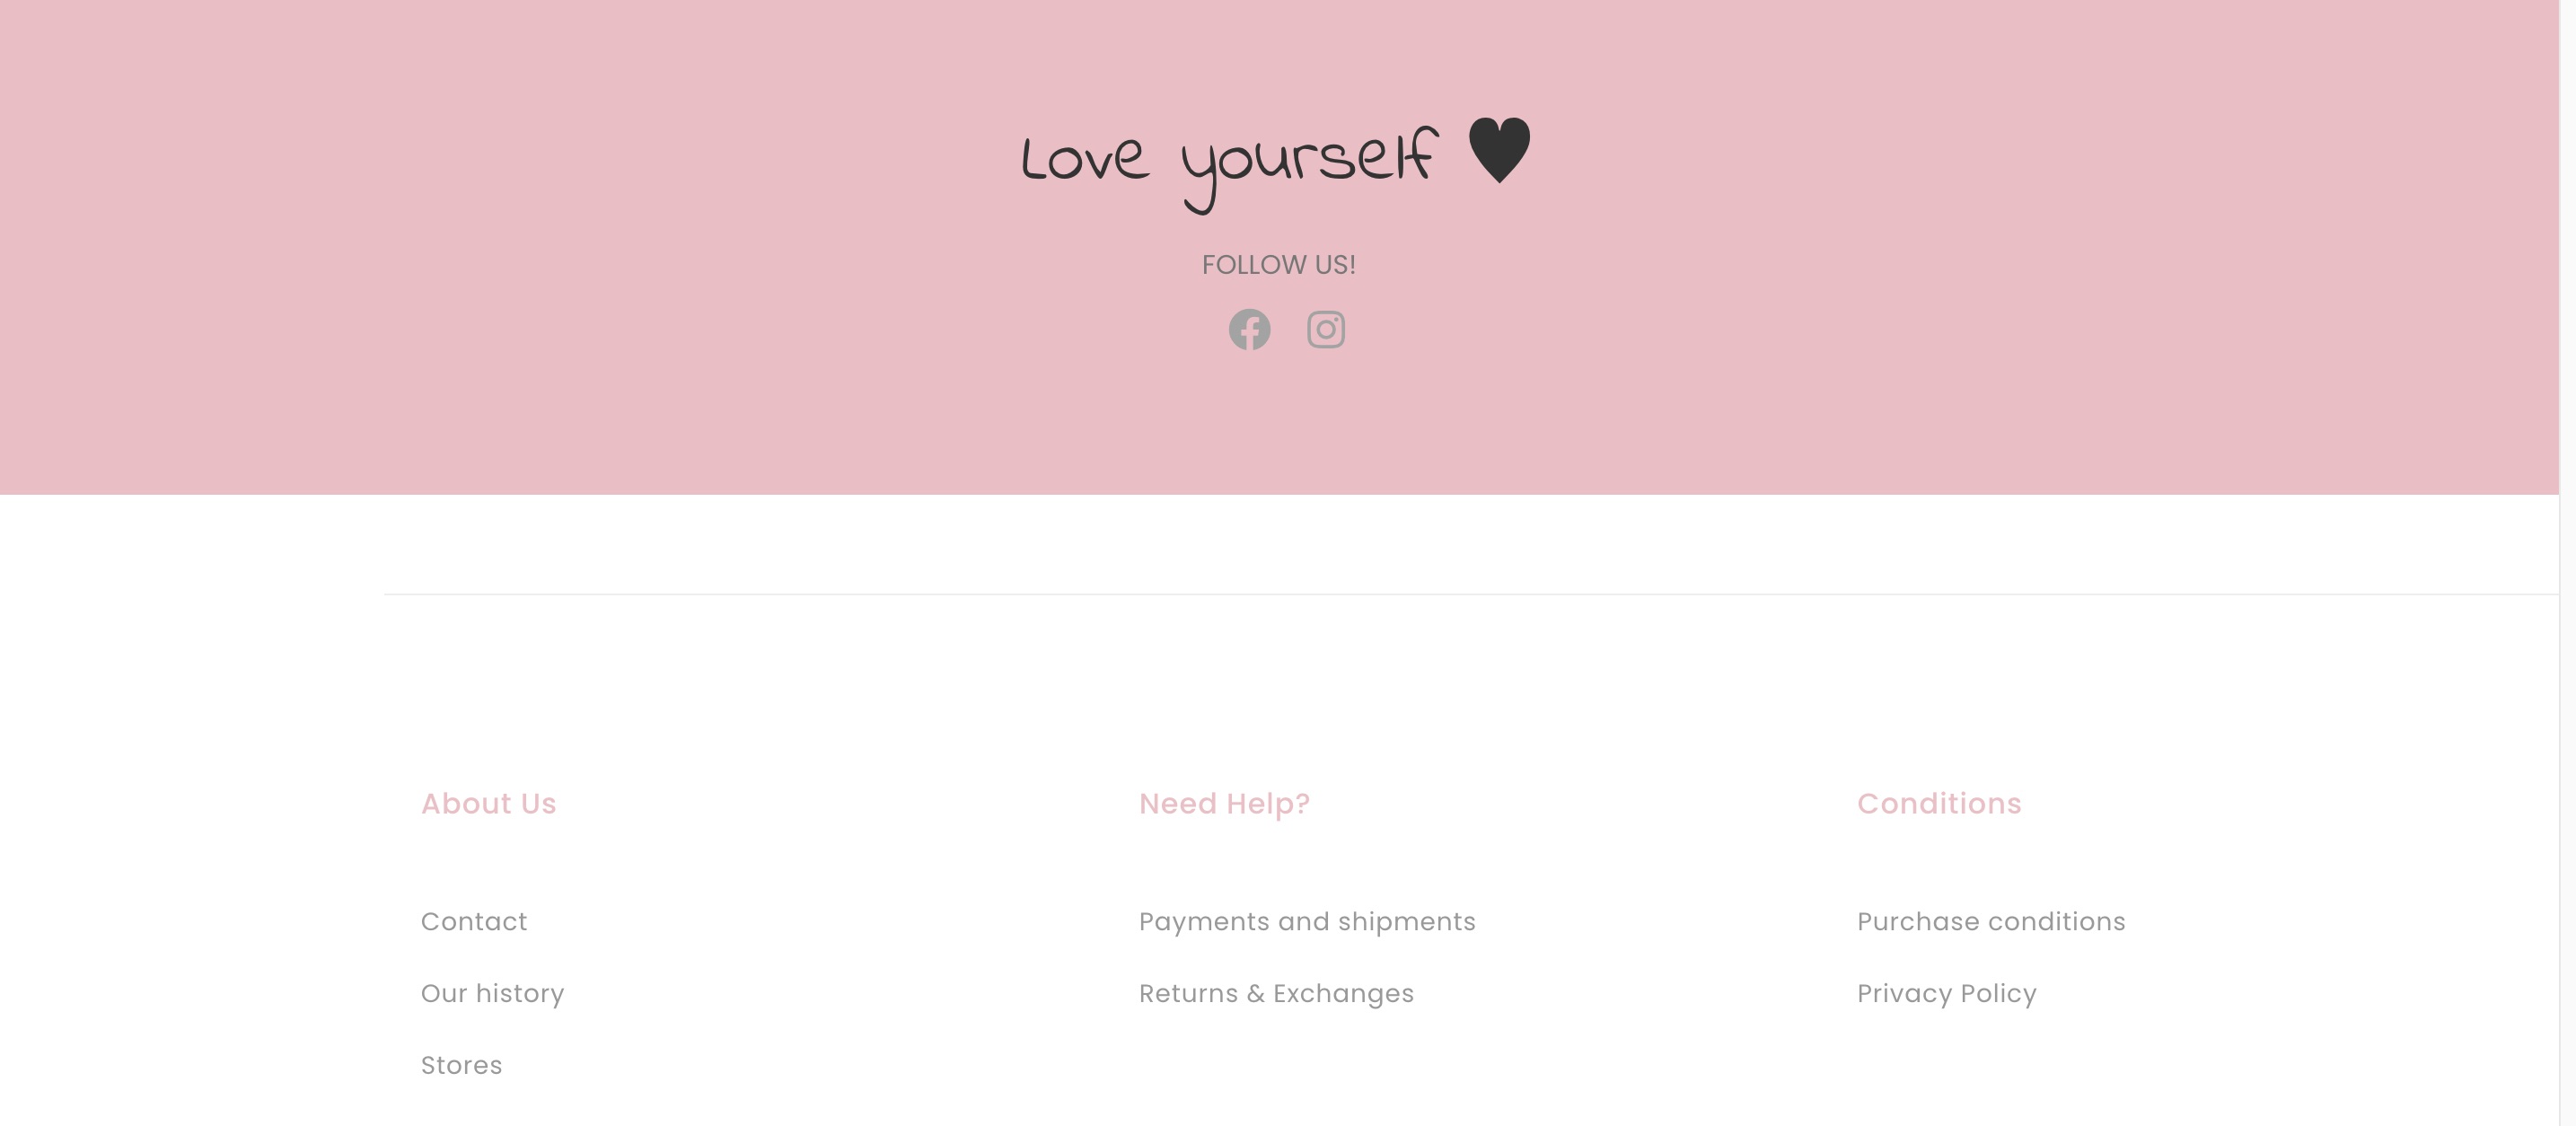 Love yourself ♥
FOLLOW US!
About Us
Contact
Our history
Stores
Need Help?
Payments and shipments
Returns & Exchanges
Conditions
Purchase conditions
Privacy Policy